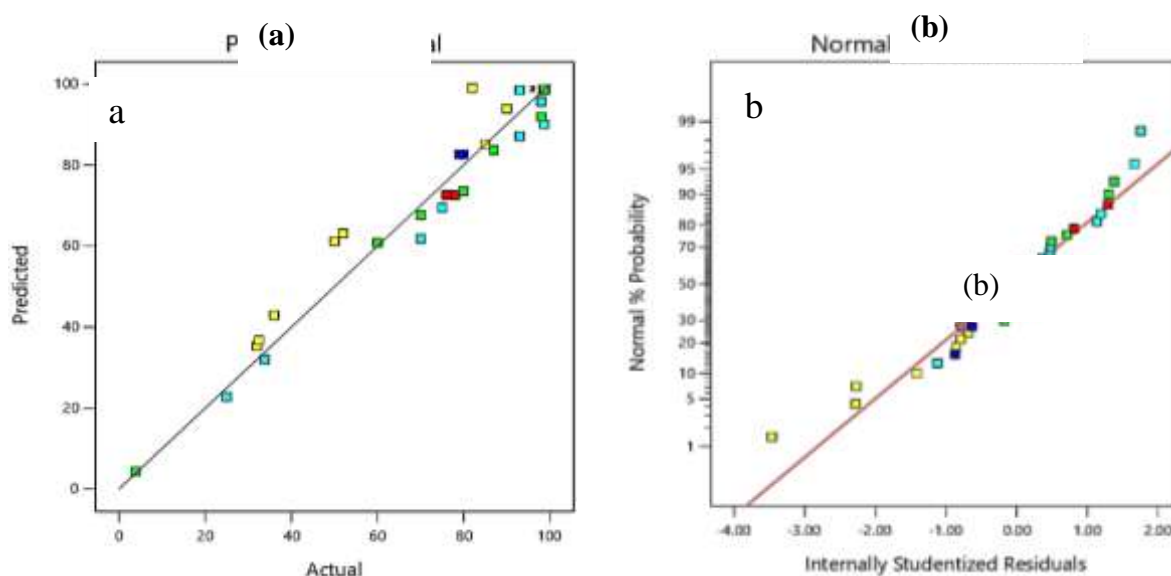 (a)
P
al
a
100
80
60
40
20
0
Predicted
0 20 40 60 80 100
Actual
(b)
Normal
b
99
95
90
80
70
50
30
20
10
5
1
Normal % Probability
(b)
-4.00 -3.00 -2.00 -1.00 0.00 1.00 2.00
Internally Studentized Residuals